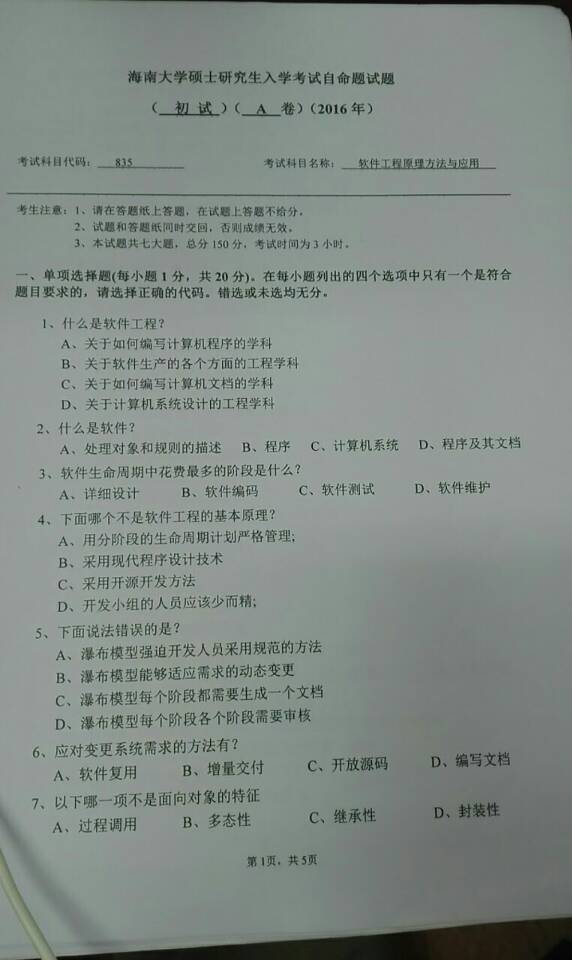 海南大学硕士研究生入学考试自命题试题
（ 初 试 ）（ A 卷）（2016 年）
考试科目代码： 835 考试科目名称： 软件工程原理方法与应用
考生注意：1、请在答题纸上答题，在试题上答题不给分。
2、试题和答题纸同时交回，否则成绩无效。
3、本试题共七大题，总分 150 分，考试时间为 3 小时。
一、单项选择题(每小题 1 分，共 20 分)。在每小题列出的四个选项中只有一个是符合
题目要求的，请选择正确的代码。错选或未选均无分。
1、什么是软件工程？
A、关于如何编写计算机程序的学科
B、关于软件生产的各个方面的工程学科
C、关于如何编写计算机文档的学科
D、关于计算机系统设计的工程学科
2、什么是软件？
A、处理对象和规则的描述 B、程序 C、计算机系统 D、程序及其文档
3、软件生命周期中花费最多的阶段是什么？
A、详细设计 B、软件编码 C、软件测试 D、软件维护
4、下面哪个不是软件工程的基本原理？
A、用分阶段的生命周期计划严格管理;
B、采用现代程序设计技术
C、采用开源开发方法
D、开发小组的人员应该少而精;
5、下面说法错误的是？
A、瀑布模型强迫开发人员采用规范的方法
B、瀑布模型能够适应需求的动态变更
C、瀑布模型每个阶段都需要生成一个文档
D、瀑布模型每个阶段各个阶段需要审核
6、应对变更系统需求的方法有？
A、软件复用 B、增量交付 C、开放源码 D、编写文档
7、以下哪一项不是面向对象的特征
A、过程调用 B、多态性 C、继承性 D、封装性
第 1页，共 5页